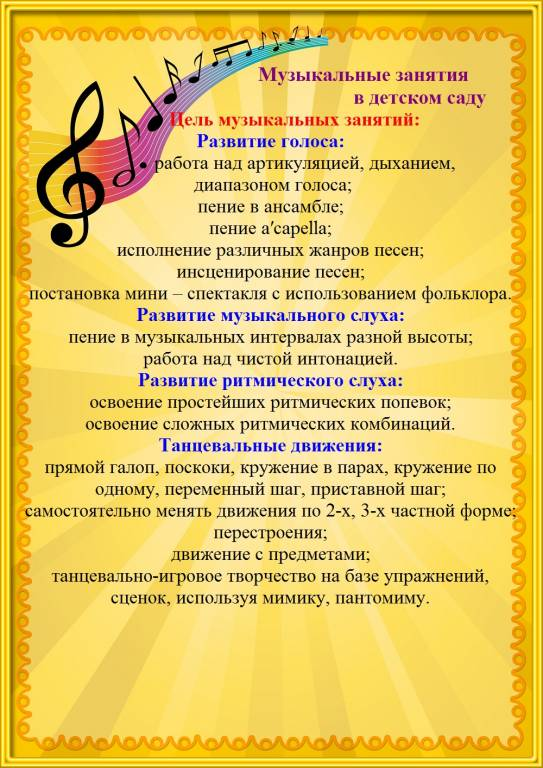 Музыкальные занятия
в детском саду
Цель музыкальных занятий:
Развитие голоса:
работа над артикуляцией, дыханием,
диапазоном голоса;
пение в ансамбле;
пение a′capella;
исполнение различных жанров песен;
инсценирование песен;
постановка мини – спектакля с использованием фольклора.
Развитие музыкального слуха:
пение в музыкальных интервалах разной высоты;
работа над чистой интонацией.
Развитие ритмического слуха:
освоение простейших ритмических попевок;
освоение сложных ритмических комбинаций.
Танцевальные движения:
прямой галоп, поскоки, кружение в парах, кружение по
одному, переменный шаг, приставной шаг;
самостоятельно менять движения по 2-х, 3-х частной форме;
перестроения;
движение с предметами;
танцевально-игровое творчество на базе упражнений,
сценок, используя мимику, пантомиму.